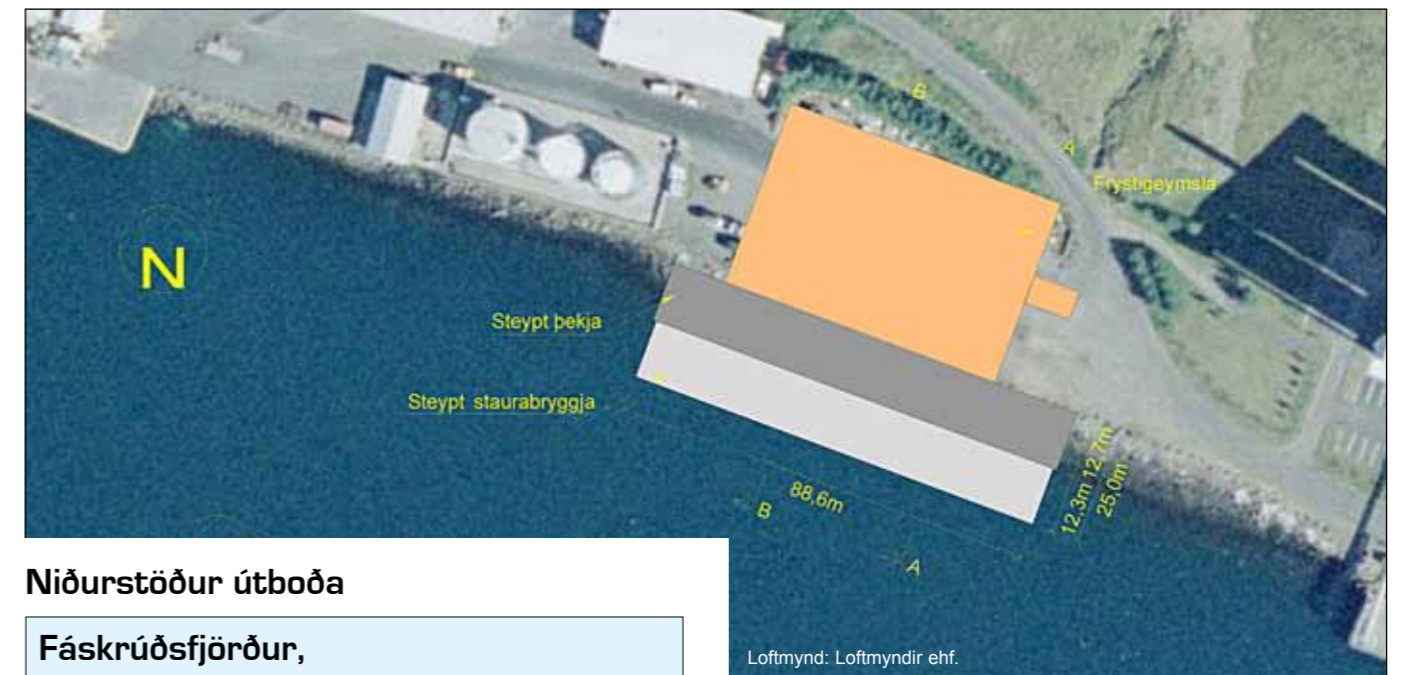 B
A
Frystigeymsla
N
Steypt þekja
Steypt staurabryggja
88,6m
12,3m 12,7m
25,0m
B
A
Niðurstöður útboða
Fáskrúðsfjörður,
Loftmynd: Loftmyndir ehf.